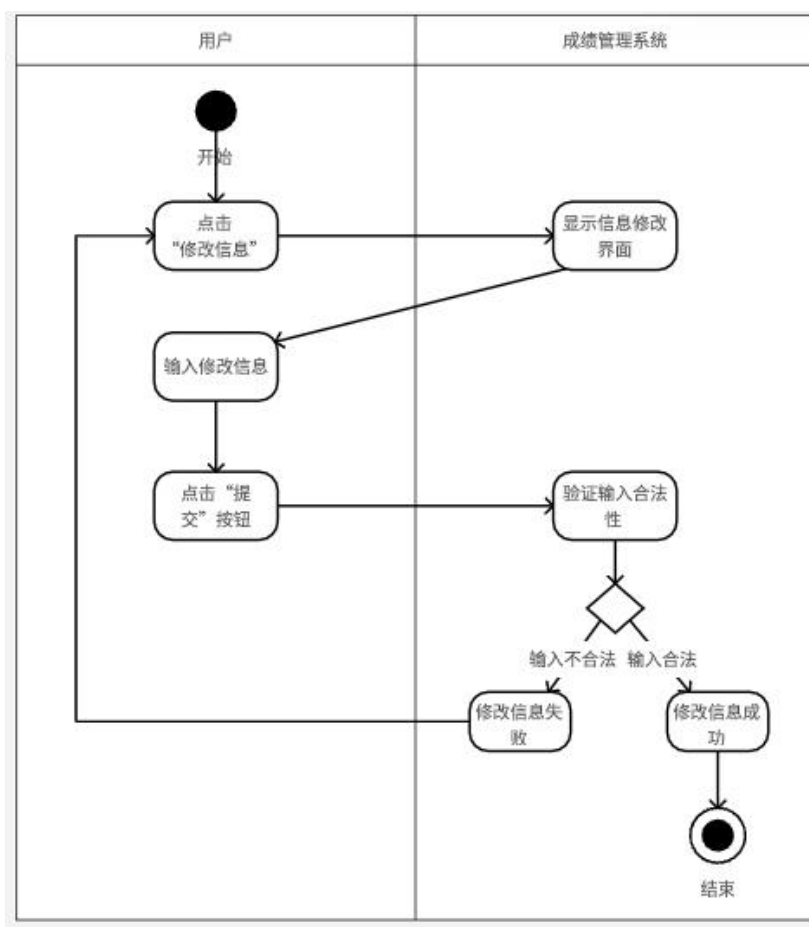 用户
成绩管理系统
开始
点击
“修改信息”
显示信息修改
界面
输入修改信息
点击“提
交”按钮
验证输入合法
性
输入不合法
输入合法
修改信息失
败
修改信息成
功
结束